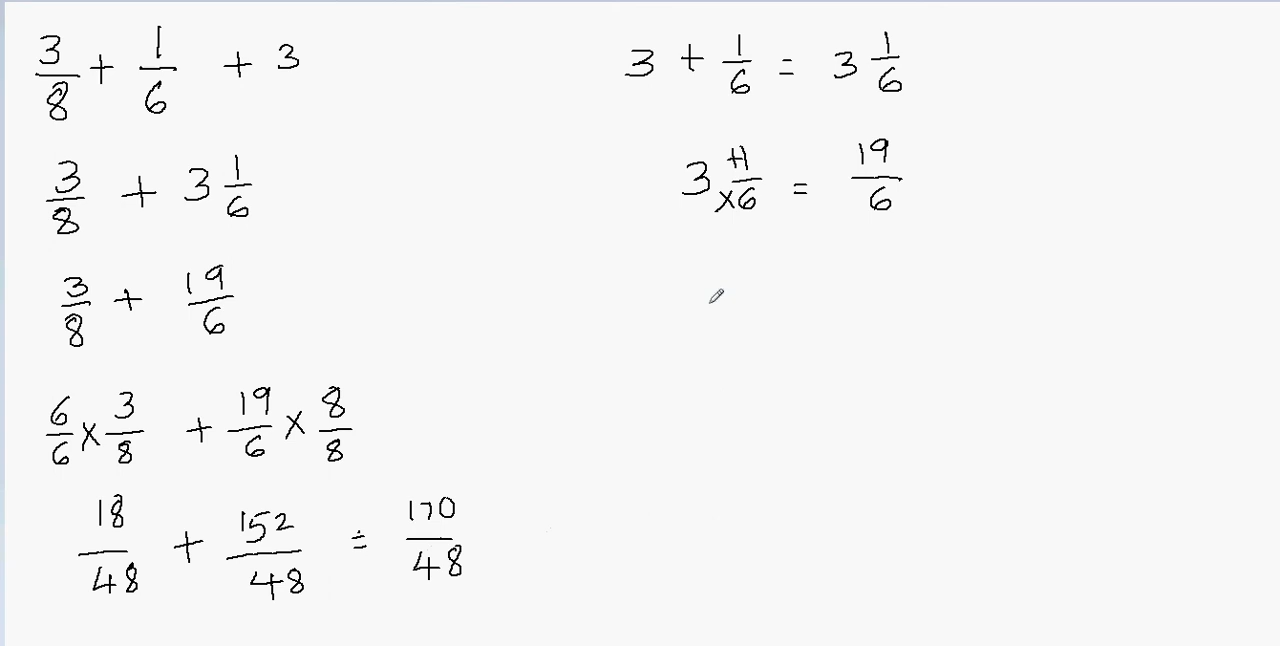 3/8 + 1/6 + 3
3/8 + 3 1/6
3/8 + 19/6
6/6 × 3/8 + 19/6 × 8/8
18/48 + 152/48 = 170/48
3 + 1/6 = 3 1/6
3 +1/×6 = 19/6